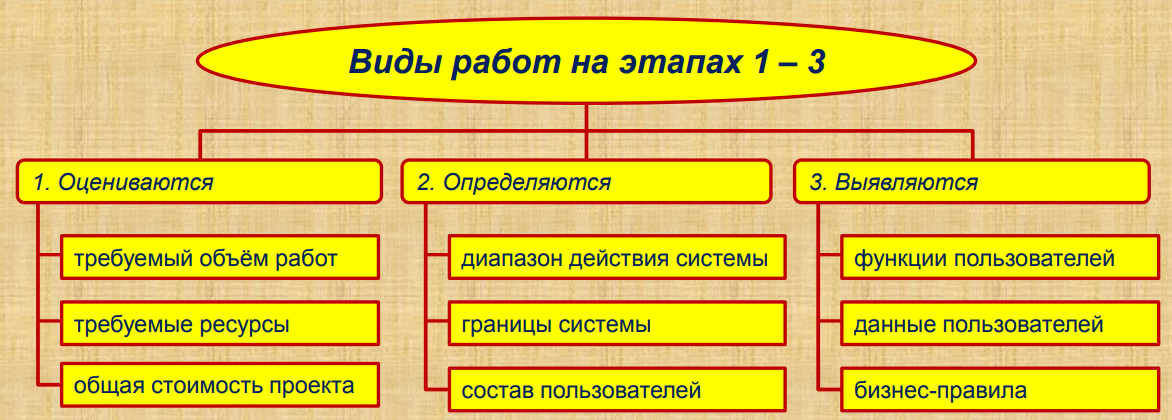 Виды работ на этапах 1 – 3
1. Оцениваются
требуемый объём работ
требуемые ресурсы
общая стоимость проекта
2. Определяются
диапазон действия системы
границы системы
состав пользователей
3. Выявляются
функции пользователей
данные пользователей
бизнес-правила